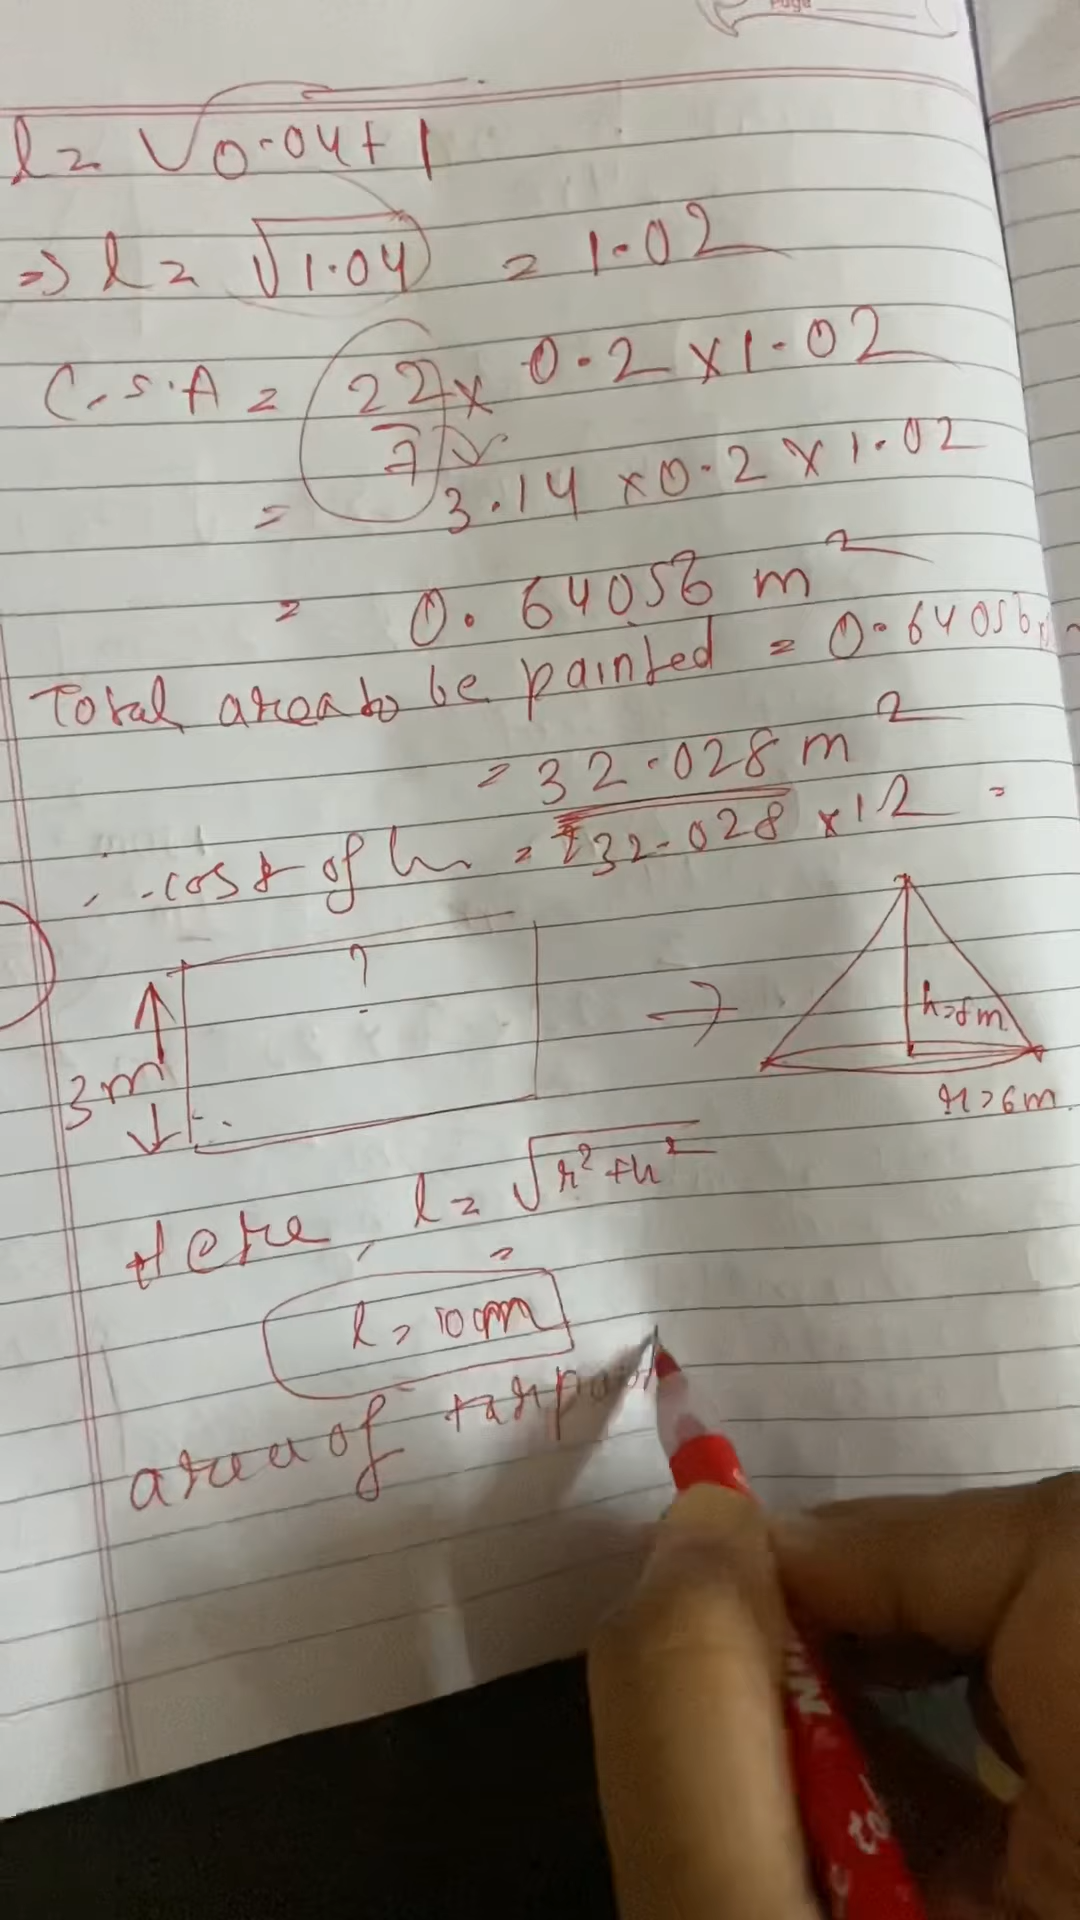 Page
l = √0.04+1
=> l = √1.04 = 1.02
C.S.A = 22/7 x 0.2 x 1.02
= 3.14 x 0.2 x 1.02
= 0.64056 m²
Total area to be painted = 0.64056 x
= 32.028 m²
∴ cost of = ₹32.028 x 12 =
?
3m
→
h=8m
r=6m
Here, l = √r²+h²
=
l = 10m
area of tarpau